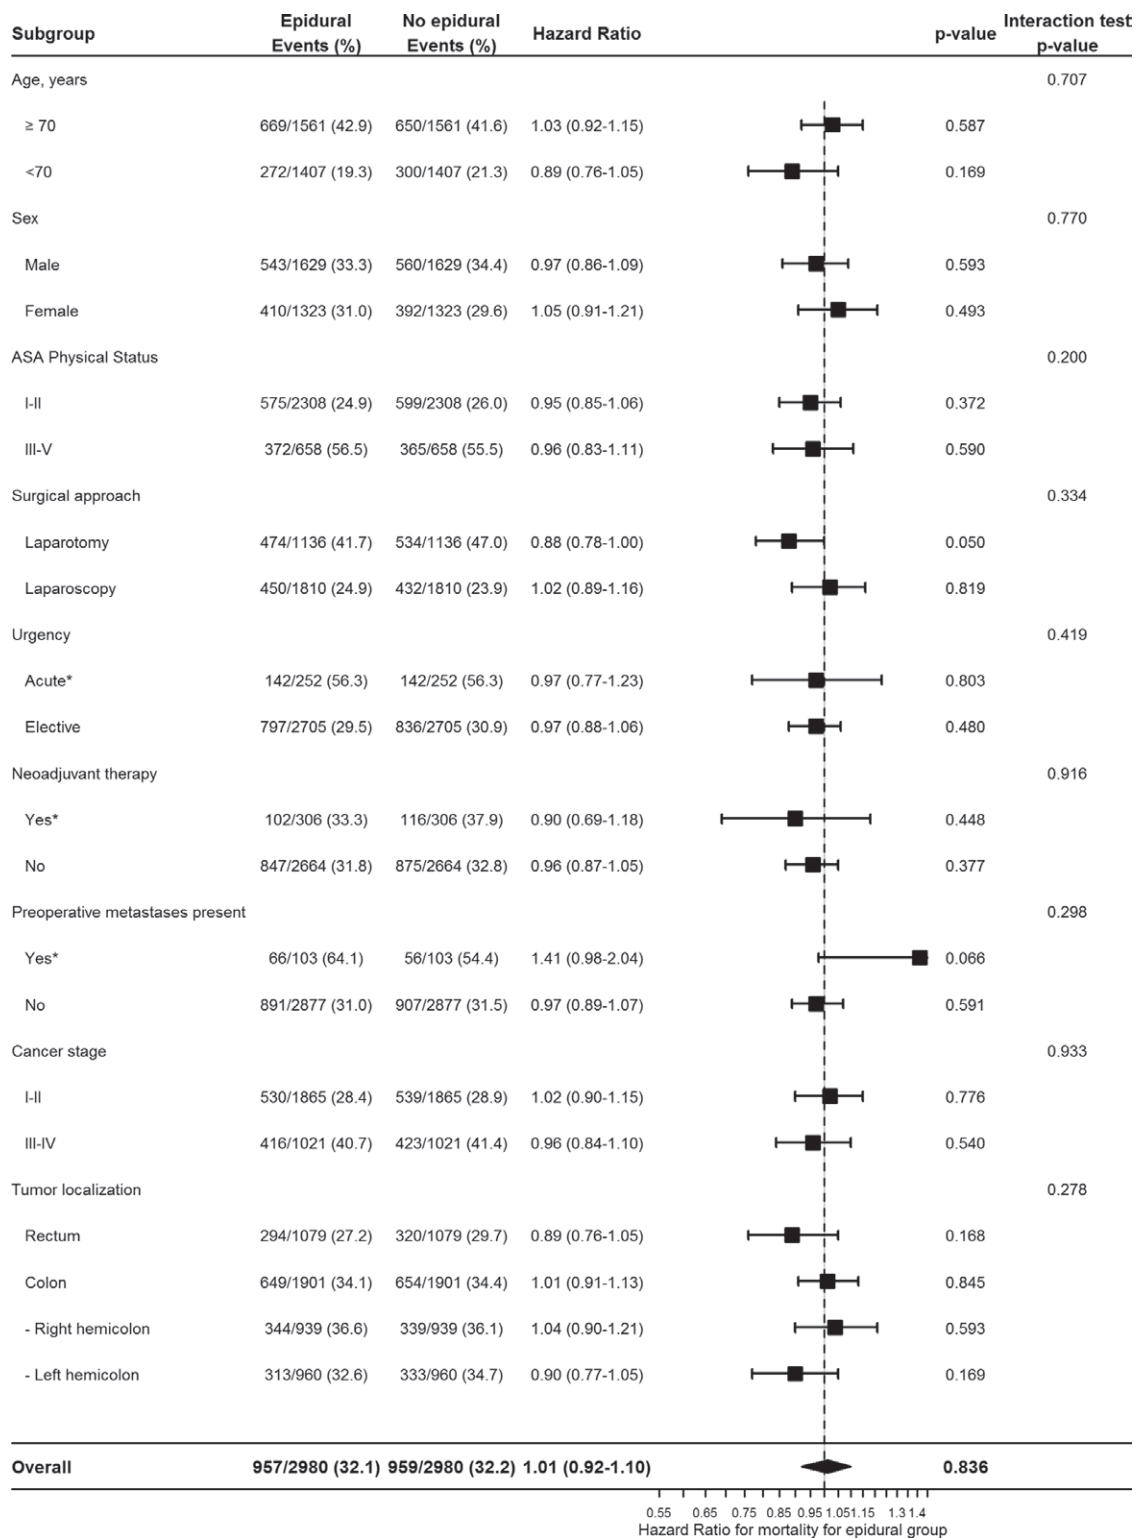 Subgroup Epidural Events (%) No epidural Events (%) Hazard Ratio p-value Interaction test p-value
Age, years 0.707
≥ 70 669/1561 (42.9) 650/1561 (41.6) 1.03 (0.92-1.15) 0.587
<70 272/1407 (19.3) 300/1407 (21.3) 0.89 (0.76-1.05) 0.169
Sex 0.770
Male 543/1629 (33.3) 560/1629 (34.4) 0.97 (0.86-1.09) 0.593
Female 410/1323 (31.0) 392/1323 (29.6) 1.05 (0.91-1.21) 0.493
ASA Physical Status 0.200
I-II 575/2308 (24.9) 599/2308 (26.0) 0.95 (0.85-1.06) 0.372
III-V 372/658 (56.5) 365/658 (55.5) 0.96 (0.83-1.11) 0.590
Surgical approach 0.334
Laparotomy 474/1136 (41.7) 534/1136 (47.0) 0.88 (0.78-1.00) 0.050
Laparoscopy 450/1810 (24.9) 432/1810 (23.9) 1.02 (0.89-1.16) 0.819
Urgency 0.419
Acute* 142/252 (56.3) 142/252 (56.3) 0.97 (0.77-1.23) 0.803
Elective 797/2705 (29.5) 836/2705 (30.9) 0.97 (0.88-1.06) 0.480
Neoadjuvant therapy 0.916
Yes* 102/306 (33.3) 116/306 (37.9) 0.90 (0.69-1.18) 0.448
No 847/2664 (31.8) 875/2664 (32.8) 0.96 (0.87-1.05) 0.377
Preoperative metastases present 0.298
Yes* 66/103 (64.1) 56/103 (54.4) 1.41 (0.98-2.04) 0.066
No 891/2877 (31.0) 907/2877 (31.5) 0.97 (0.89-1.07) 0.591
Cancer stage 0.933
I-II 530/1865 (28.4) 539/1865 (28.9) 1.02 (0.90-1.15) 0.776
III-IV 416/1021 (40.7) 423/1021 (41.4) 0.96 (0.84-1.10) 0.540
Tumor localization 0.278
Rectum 294/1079 (27.2) 320/1079 (29.7) 0.89 (0.76-1.05) 0.168
Colon 649/1901 (34.1) 654/1901 (34.4) 1.01 (0.91-1.13) 0.845
- Right hemicolon 344/939 (36.6) 339/939 (36.1) 1.04 (0.90-1.21) 0.593
- Left hemicolon 313/960 (32.6) 333/960 (34.7) 0.90 (0.77-1.05) 0.169
Overall 957/2980 (32.1) 959/2980 (32.2) 1.01 (0.92-1.10) 0.836
0.55 0.65 0.75 0.85 0.95 1.05 1.15 1.3 1.4
Hazard Ratio for mortality for epidural group